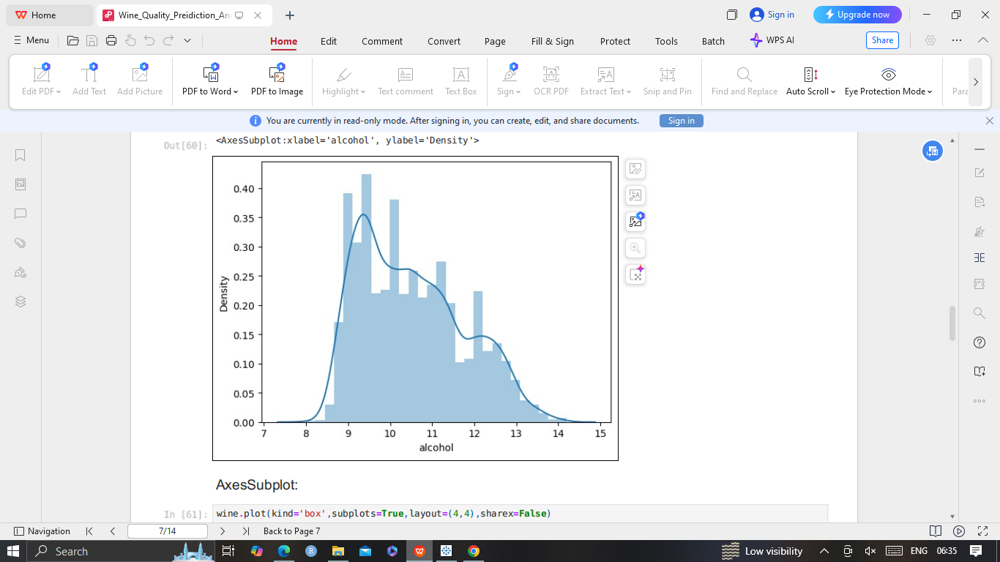 Home
Wine_Quality_Preidiction_An
Sign in
Upgrade now
Menu
Home
Edit
Comment
Convert
Page
Fill & Sign
Protect
Tools
Batch
WPS AI
Share
Edit PDF
Add Text
Add Picture
PDF to Word
PDF to Image
Highlight
Text comment
Text Box
Sign
OCR PDF
Extract Text
Snip and Pin
Find and Replace
Auto Scroll
Eye Protection Mode
Para
You are currently in read-only mode. After signing in, you can create, edit, and share documents.
Sign in
Out[60]:
<AxesSubplot:xlabel='alcohol', ylabel='Density'>
0.40
0.35
0.30
0.25
0.20
0.15
0.10
0.05
0.00
Density
7 8 9 10 11 12 13 14 15
alcohol
AxesSubplot:
In [61]:
wine.plot(kind='box',subplots=True,layout=(4,4),sharex=False)
Navigation
7/14
Back to Page 7
Search
Low visibility
ENG
06:35